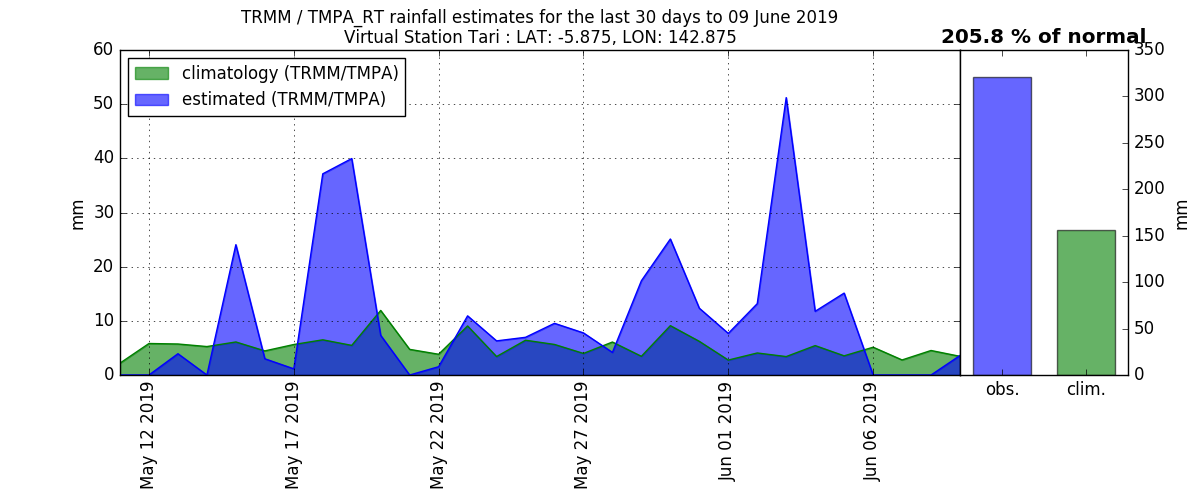 TRMM / TMPA_RT rainfall estimates for the last 30 days to 09 June 2019
Virtual Station Tari : LAT: -5.875, LON: 142.875
205.8 % of normal
climatology (TRMM/TMPA)
estimated (TRMM/TMPA)
60
50
40
30
20
10
0
mm
May 12 2019
May 17 2019
May 22 2019
May 27 2019
Jun 01 2019
Jun 06 2019
350
300
250
200
150
100
50
0
mm
obs.
clim.